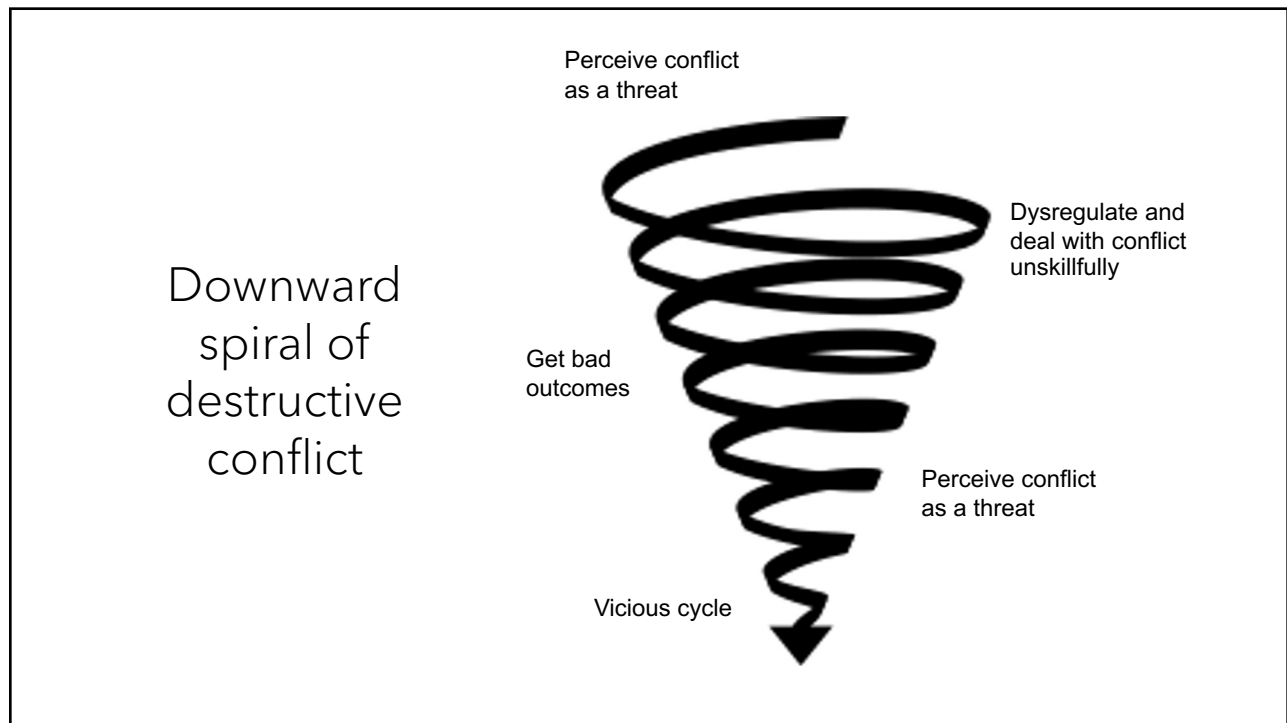 Perceive conflict
as a threat
Dysregulate and
deal with conflict
unskillfully
Downward
spiral of
destructive
conflict
Get bad
outcomes
Perceive conflict
as a threat
Vicious cycle